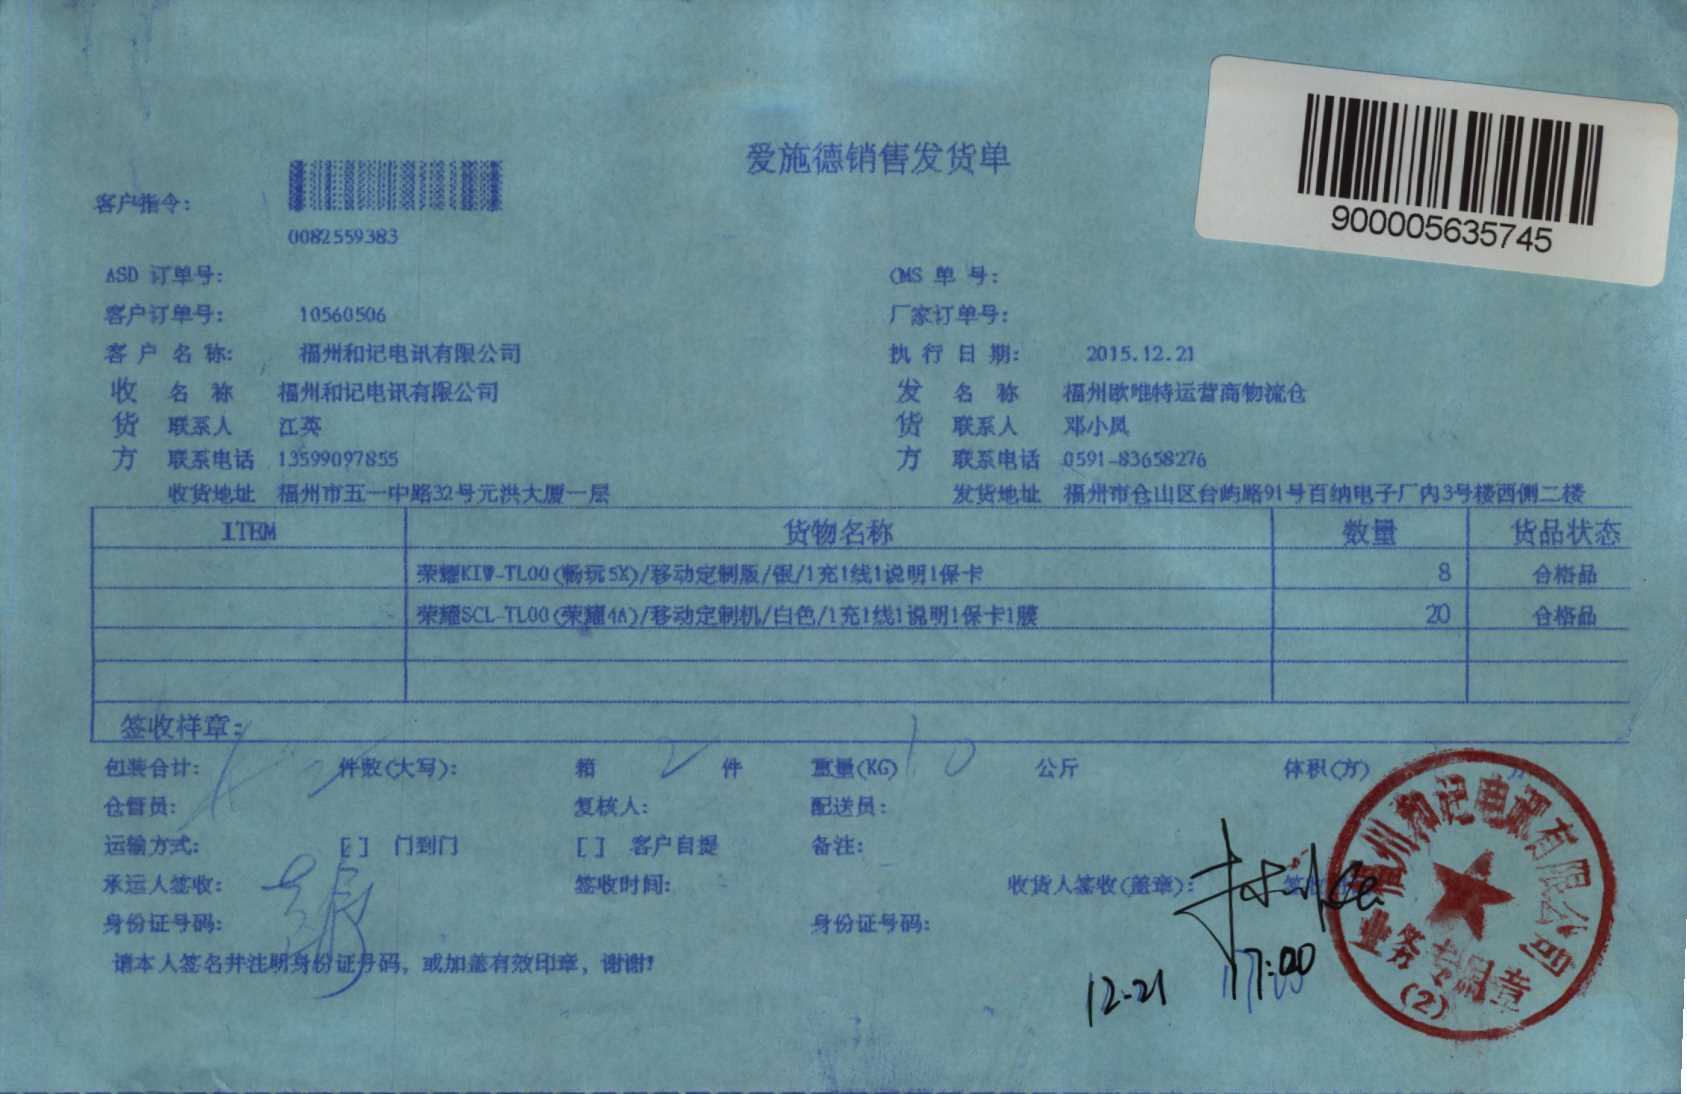 爱施德销售发货单
900005635745
客户指令:
0082559383
ASD 订单号: CMS 单 号:
客户订单号: 10560506 厂家订单号:
客 户 名 称: 福州和记电讯有限公司 执 行 日 期: 2015.12.21
收 名 称 福州和记电讯有限公司 发 名 称 福州欧唯特运营商物流仓
货 联系人 江英 货 联系人 邓小凤
方 联系电话 13599097855 方 联系电话 0591-83658276
收货地址 福州市五一中路32号元洪大厦一层 发货地址 福州市仓山区台屿路91号百纳电子厂内3号楼西侧二楼
ITEM 货物名称 数量 货品状态
荣耀KIW-TL00(畅玩5X)/移动定制版/银/1充1线1说明1保卡 8 合格品
荣耀SCL-TL00(荣耀4A)/移动定制机/白色/1充1线1说明1保卡1膜 20 合格品
签收样章:
包装合计: 件数(大写): 箱 2 件 重量(KG) 10 公斤 体积(方) 方
仓管员: 复核人: 配送员:
运输方式: [ ] 门到门 [ ] 客户自提 备注:
承运人签收: 签收时间: 收货人签收(盖章):
身份证号码: 身份证号码:
请本人签名并注明身份证号码, 或加盖有效印章, 谢谢!
12-21 17:00
福州和记电讯有限公司
业务专用章
(2)